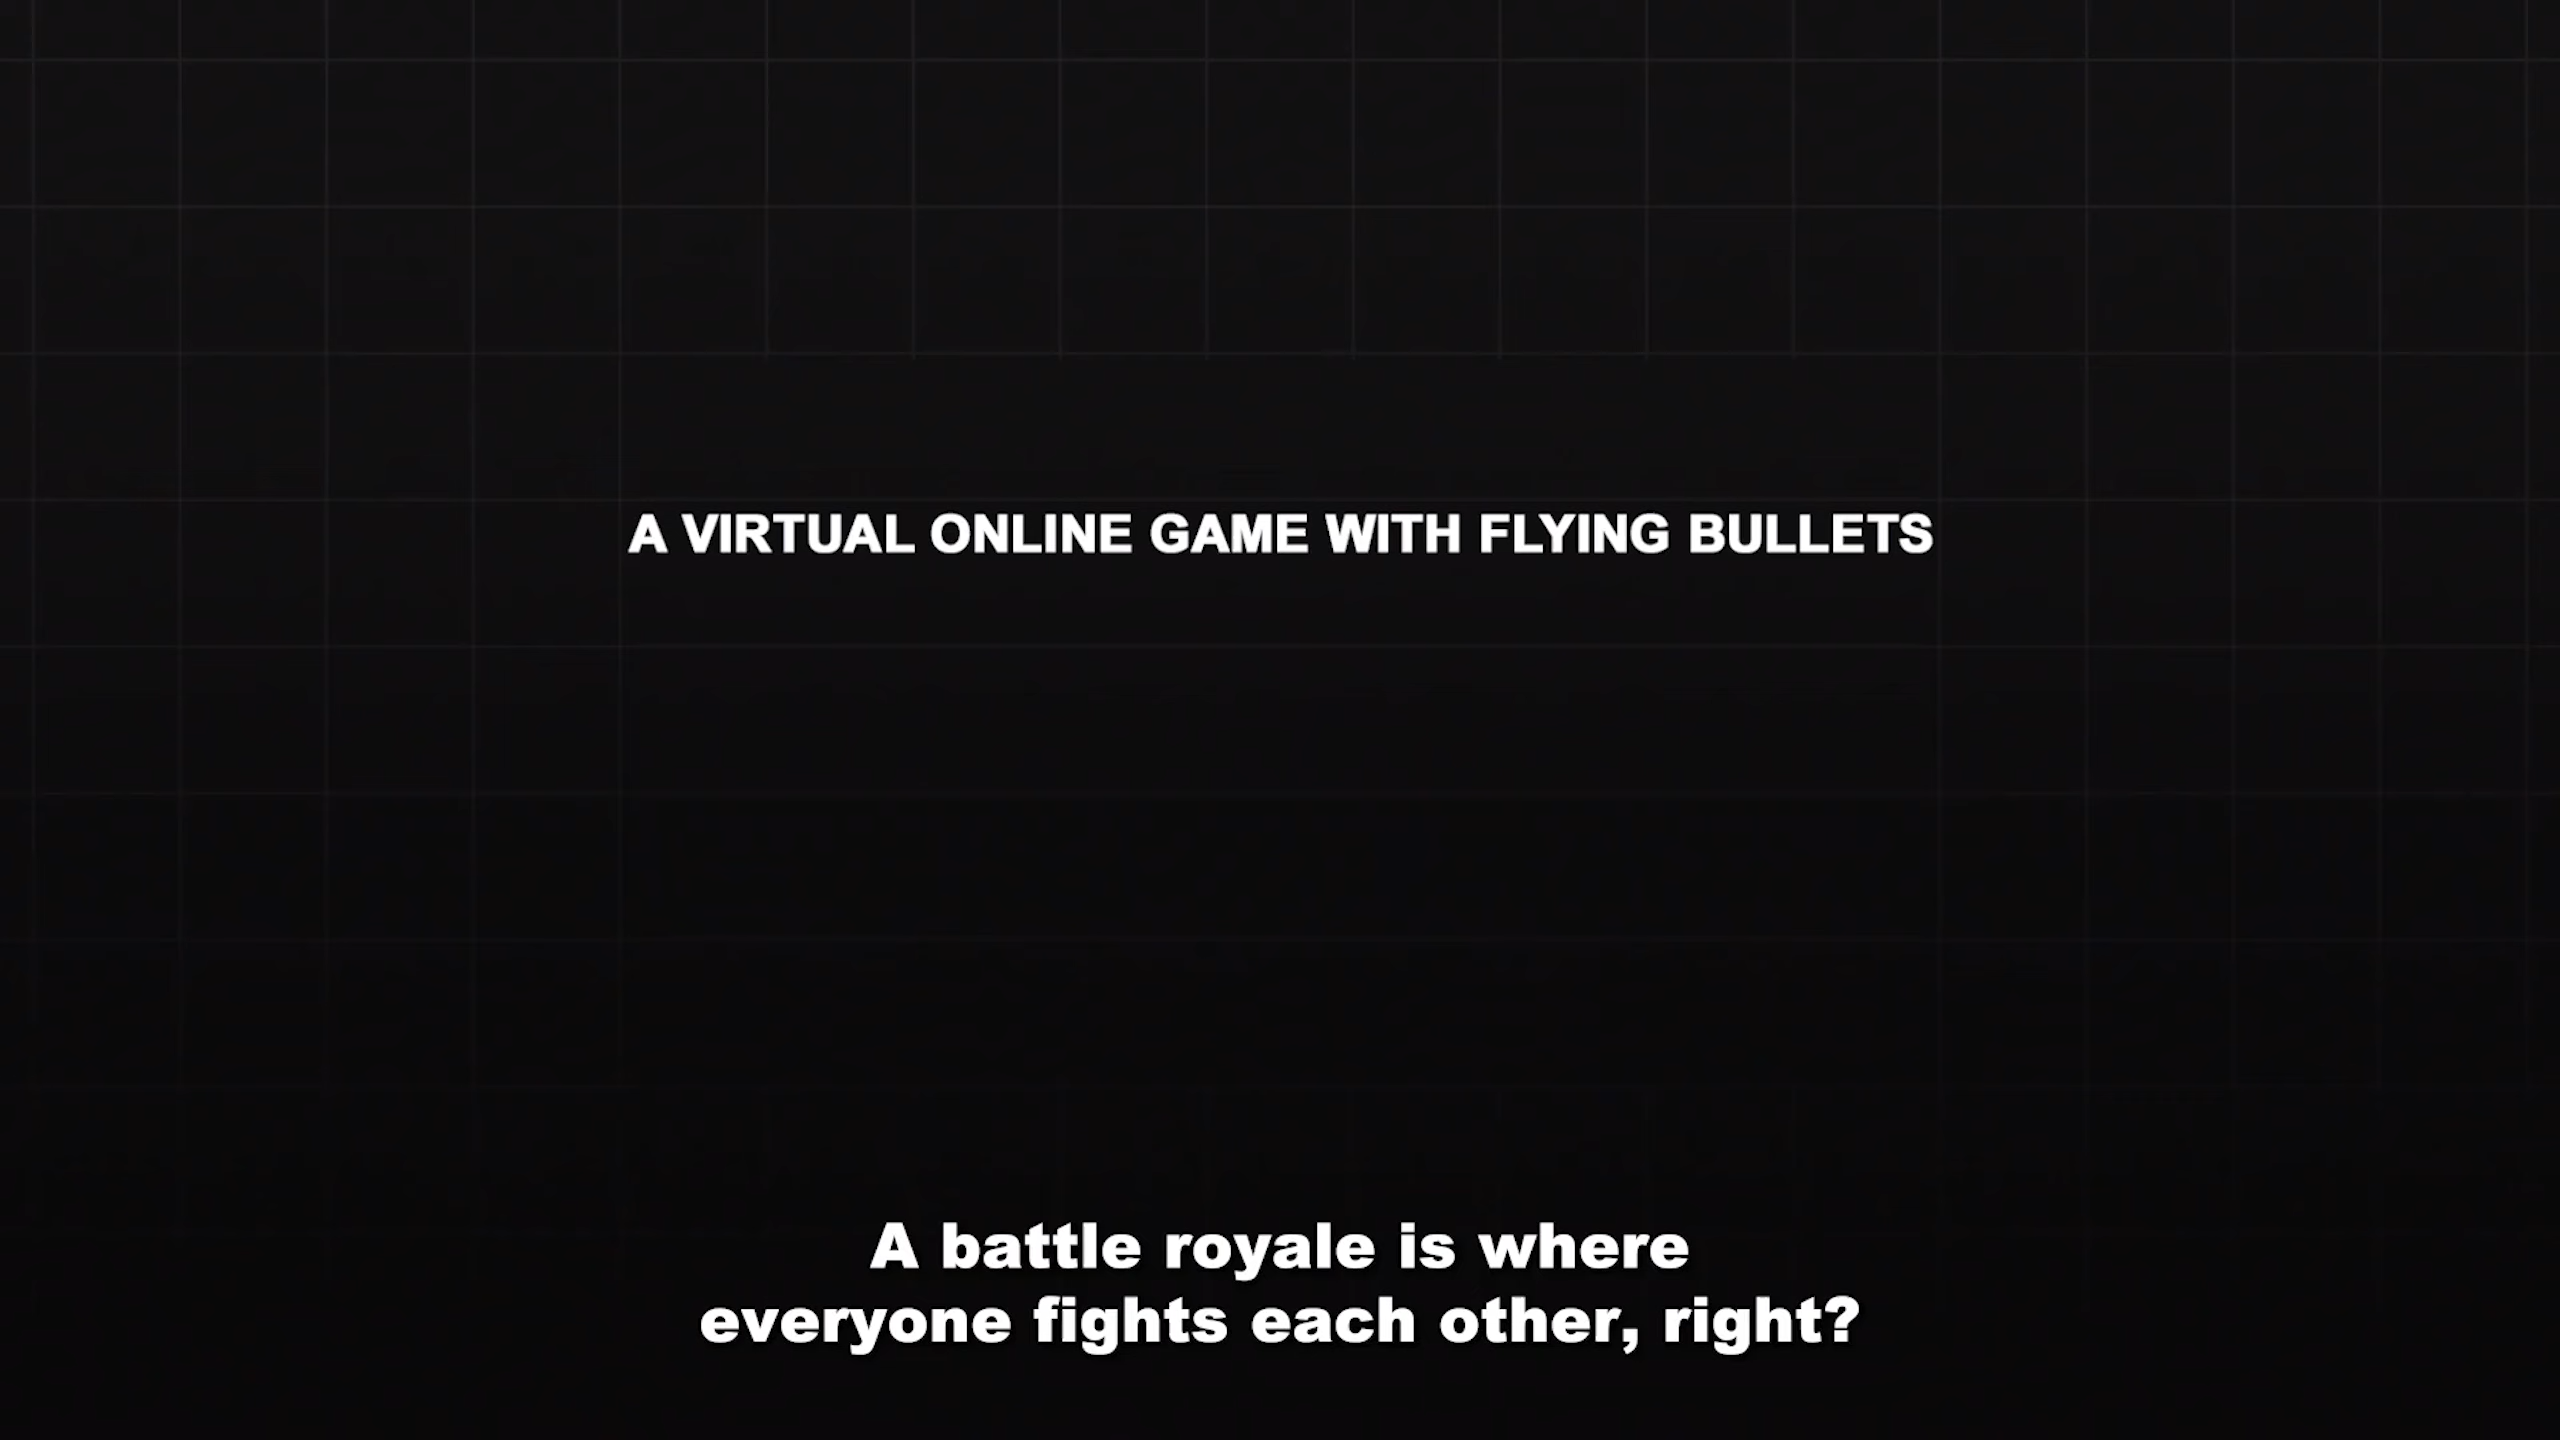 A VIRTUAL ONLINE GAME WITH FLYING BULLETS
A battle royale is where
everyone fights each other, right?